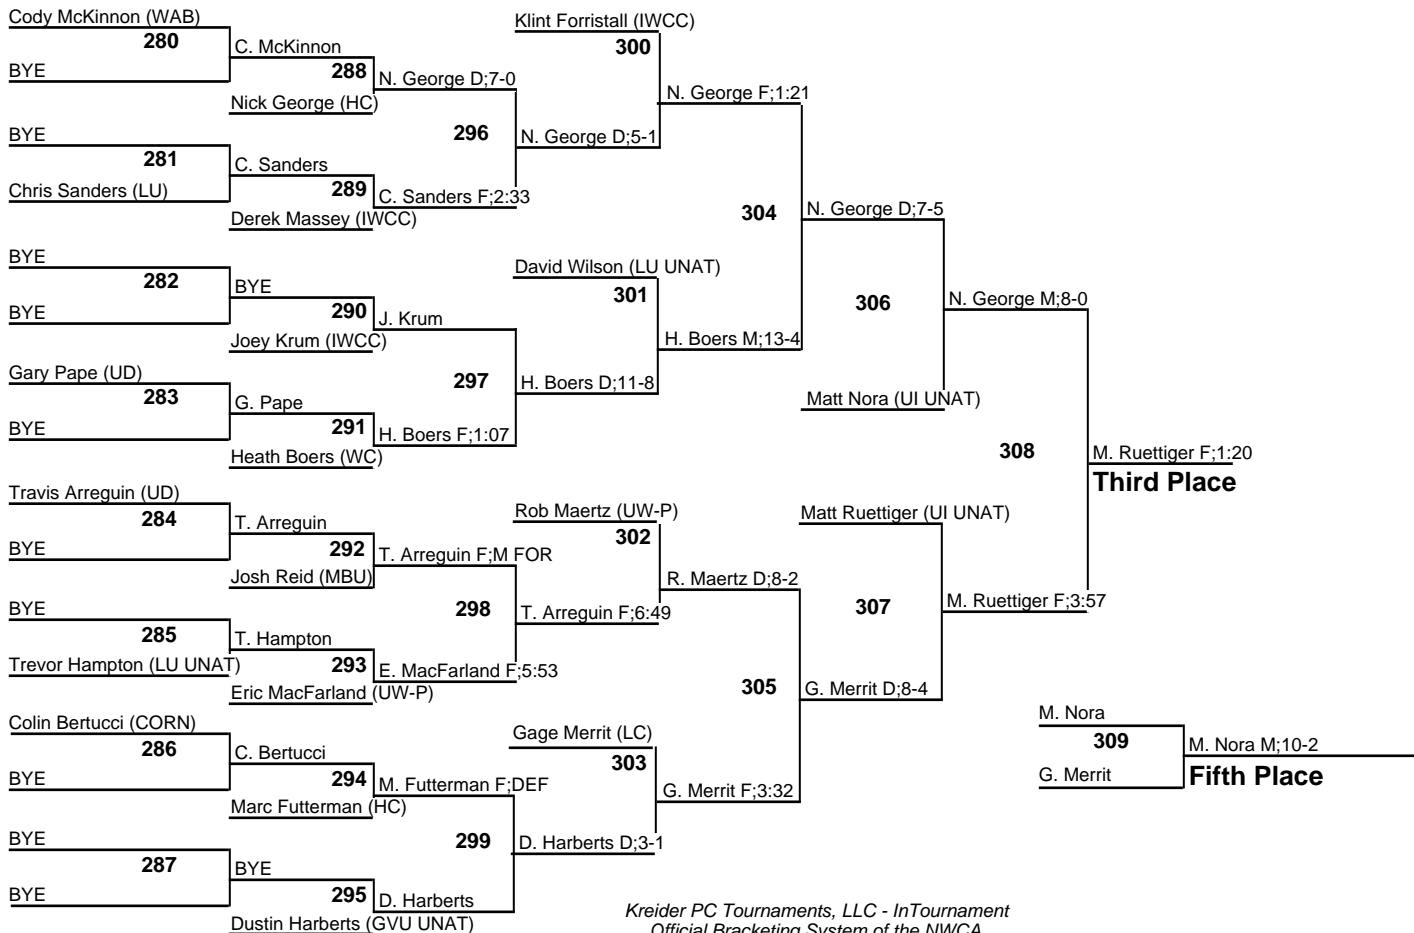 Cody McKinnon (WAB)
280
BYE
C. McKinnon
288
Nick George (HC)
N. George D;7-0
BYE
281
Chris Sanders (LU)
C. Sanders
289
Derek Massey (IWCC)
C. Sanders F;2:33
296
N. George D;5-1
Klint Forristall (IWCC)
300
N. George F;1:21
BYE
282
BYE
BYE
290
Joey Krum (IWCC)
J. Krum
Gary Pape (UD)
283
BYE
G. Pape
291
Heath Boers (WC)
H. Boers F;1:07
297
H. Boers D;11-8
David Wilson (LU UNAT)
301
H. Boers M;13-4
304
N. George D;7-5
306
Matt Nora (UI UNAT)
N. George M;8-0
Travis Arreguin (UD)
284
BYE
T. Arreguin
292
Josh Reid (MBU)
T. Arreguin F;M FOR
BYE
285
Trevor Hampton (LU UNAT)
T. Hampton
293
Eric MacFarland (UW-P)
E. MacFarland F;5:53
298
T. Arreguin F;6:49
Rob Maertz (UW-P)
302
R. Maertz D;8-2
Colin Bertucci (CORN)
286
BYE
C. Bertucci
294
Marc Futterman (HC)
M. Futterman F;DEF
BYE
287
BYE
BYE
295
Dustin Harberts (GVU UNAT)
D. Harberts
299
D. Harberts D;3-1
Gage Merrit (LC)
303
G. Merrit F;3:32
305
G. Merrit D;8-4
Matt Ruettiger (UI UNAT)
307
M. Ruettiger F;3:57
308
M. Ruettiger F;1:20
Third Place
M. Nora
309
G. Merrit
M. Nora M;10-2
Fifth Place
Kreider PC Tournaments, LLC - InTournament
Official Bracketing System of the NWCA